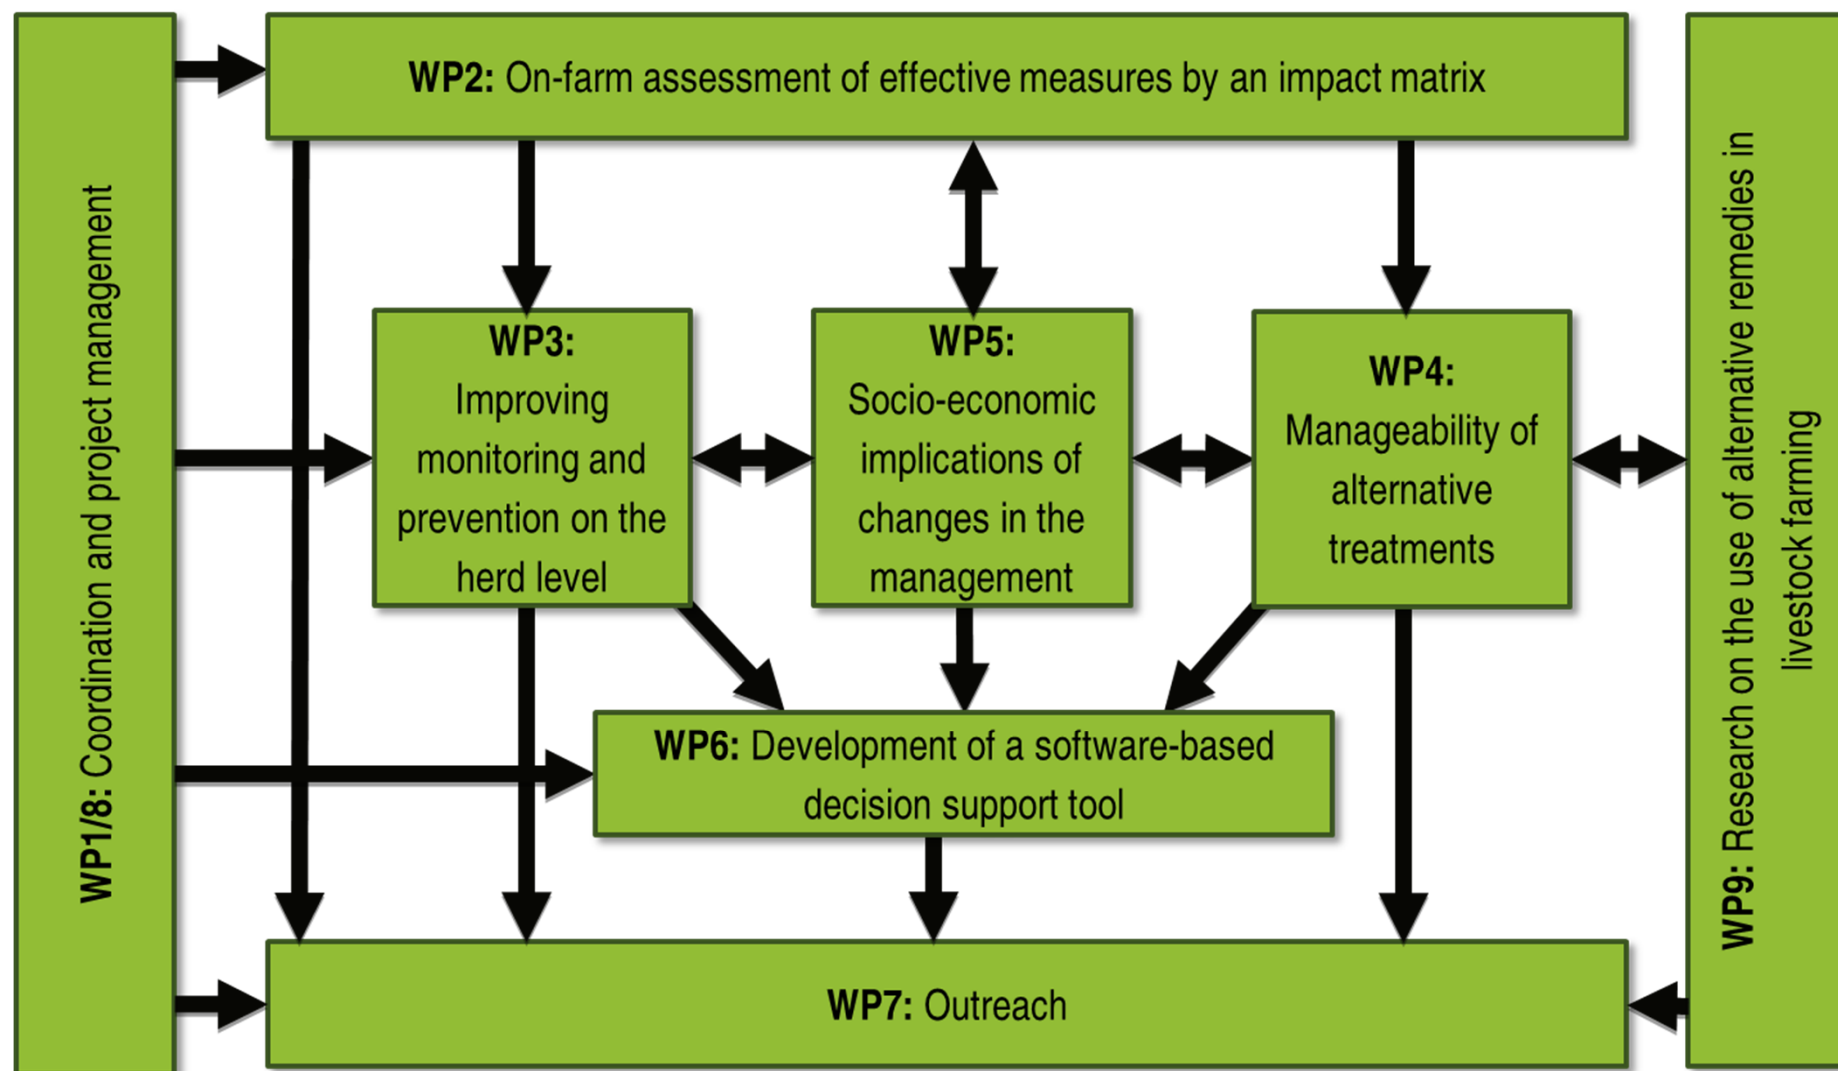 WP1/8: Coordination and project management
WP2: On-farm assessment of effective measures by an impact matrix
WP3:
Improving
monitoring and
prevention on the
herd level
WP5:
Socio-economic
implications of
changes in the
management
WP4:
Manageability of
alternative
treatments
WP6: Development of a software-based
decision support tool
WP7: Outreach
WP9: Research on the use of alternative remedies in
livestock farming